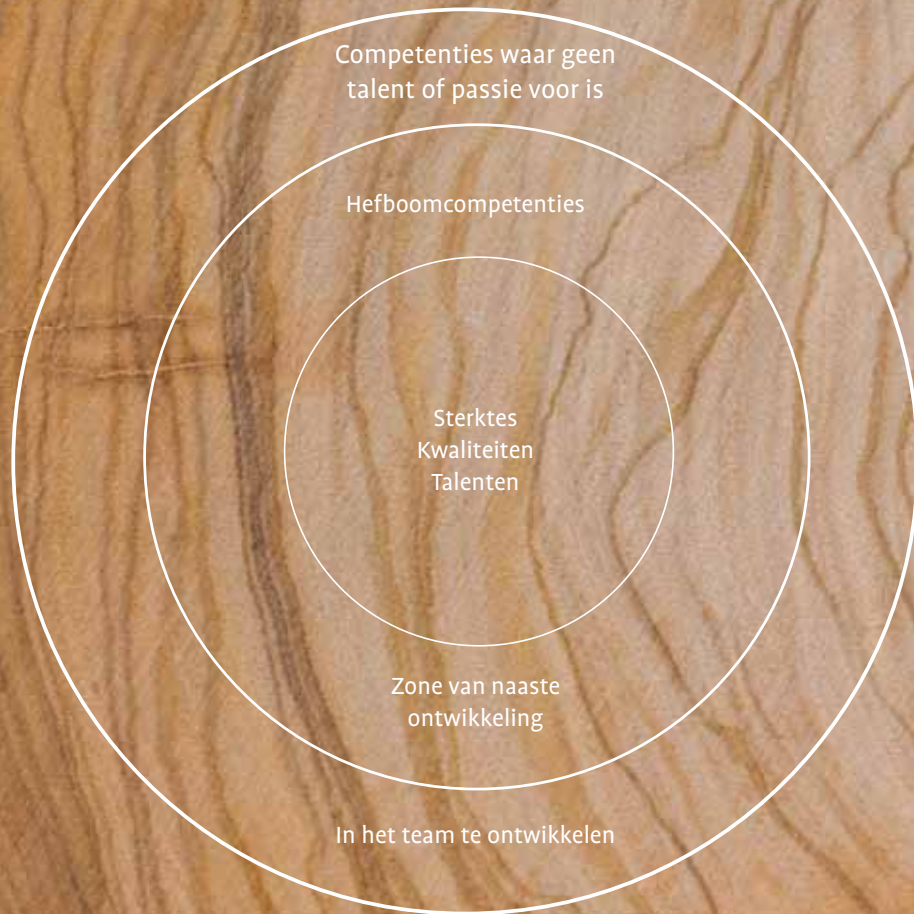 Competenties waar geen
talent of passie voor is
Hefboomcompetenties
Sterktes
Kwaliteiten
Talenten
Zone van naaste
ontwikkeling
In het team te ontwikkelen